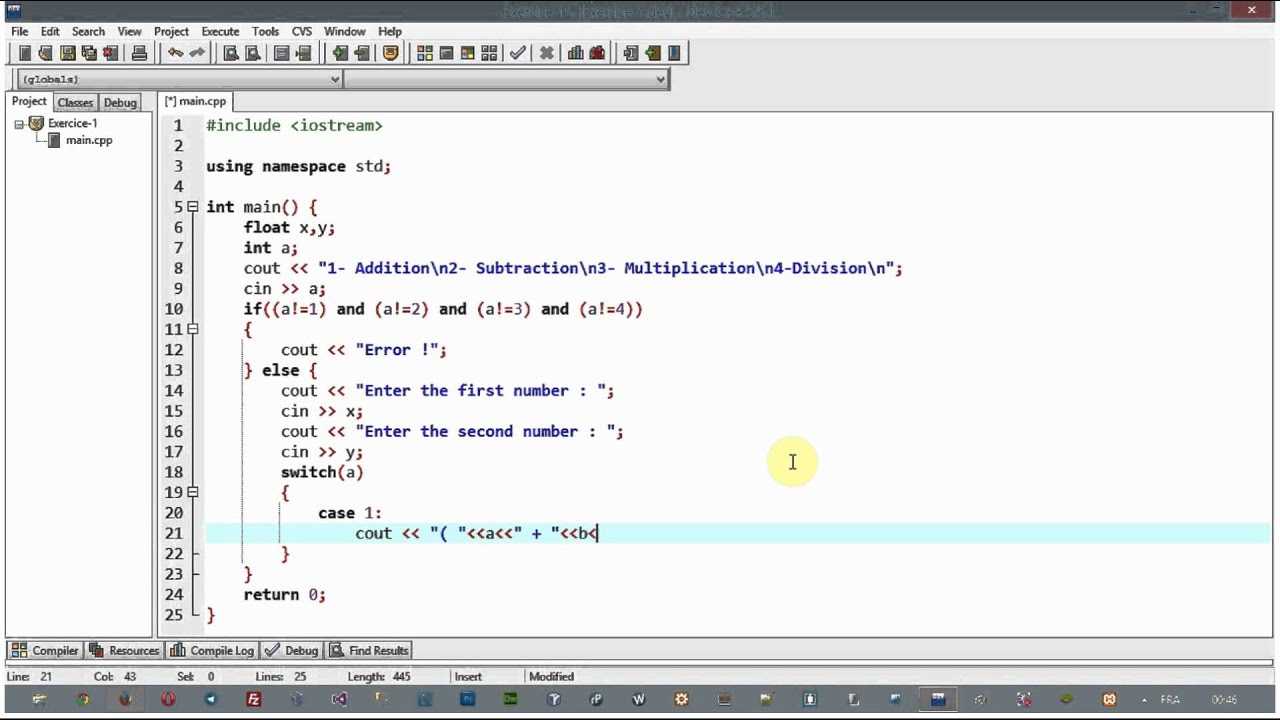 File Edit Search View Project Execute Tools CVS Window Help
(globals)
Project Classes Debug
[*] main.cpp
Exercice-1
main.cpp
1 #include <iostream>
2
3 using namespace std;
4
5 int main() {
6 float x,y;
7 int a;
8 cout << "1- Addition\n2- Subtraction\n3- Multiplication\n4-Division\n";
9 cin >> a;
10 if((a!=1) and (a!=2) and (a!=3) and (a!=4))
11 {
12 cout << "Error !";
13 } else {
14 cout << "Enter the first number : ";
15 cin >> x;
16 cout << "Enter the second number : ";
17 cin >> y;
18 switch(a)
19 {
20 case 1:
21 cout << "( "<<a<<" + "<<b<
22 }
23 }
24 return 0;
25 }
Compiler Resources Compile Log Debug Find Results
Line: 21 Col: 43 Sel: 0 Lines: 25 Length: 445 Insert Modified
FRA 00:46